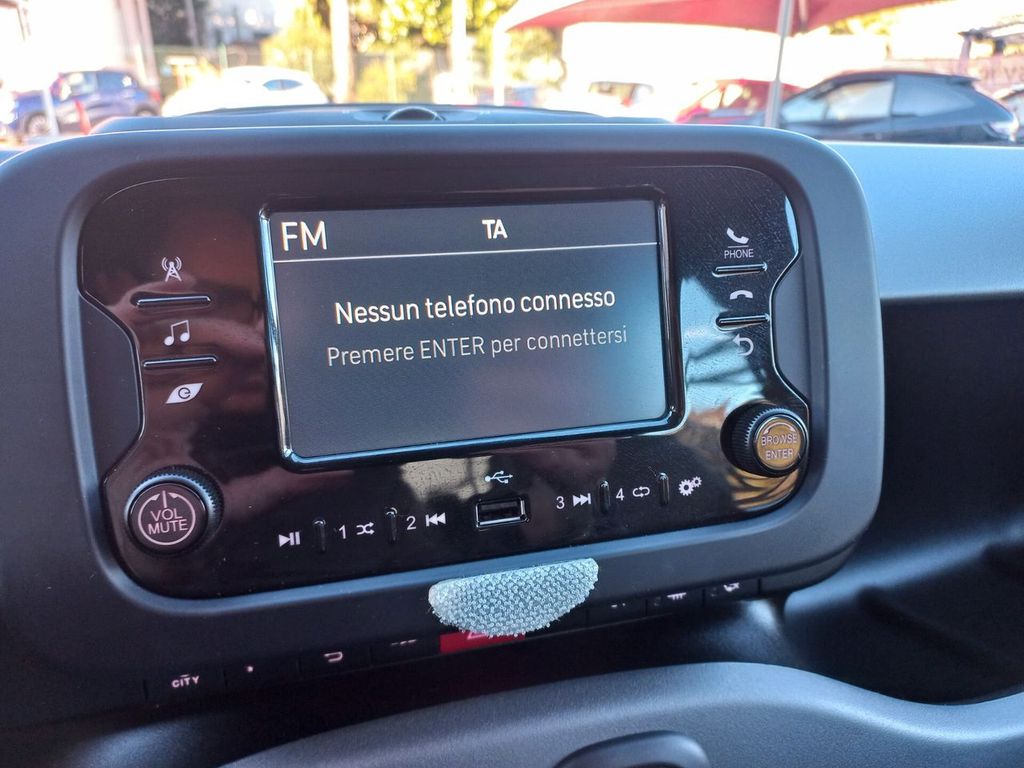 FM TA
Nessun telefono connesso
Premere ENTER per connettersi
PHONE
BROWSE
ENTER
VOL
MUTE
1 2 3 4
CITY